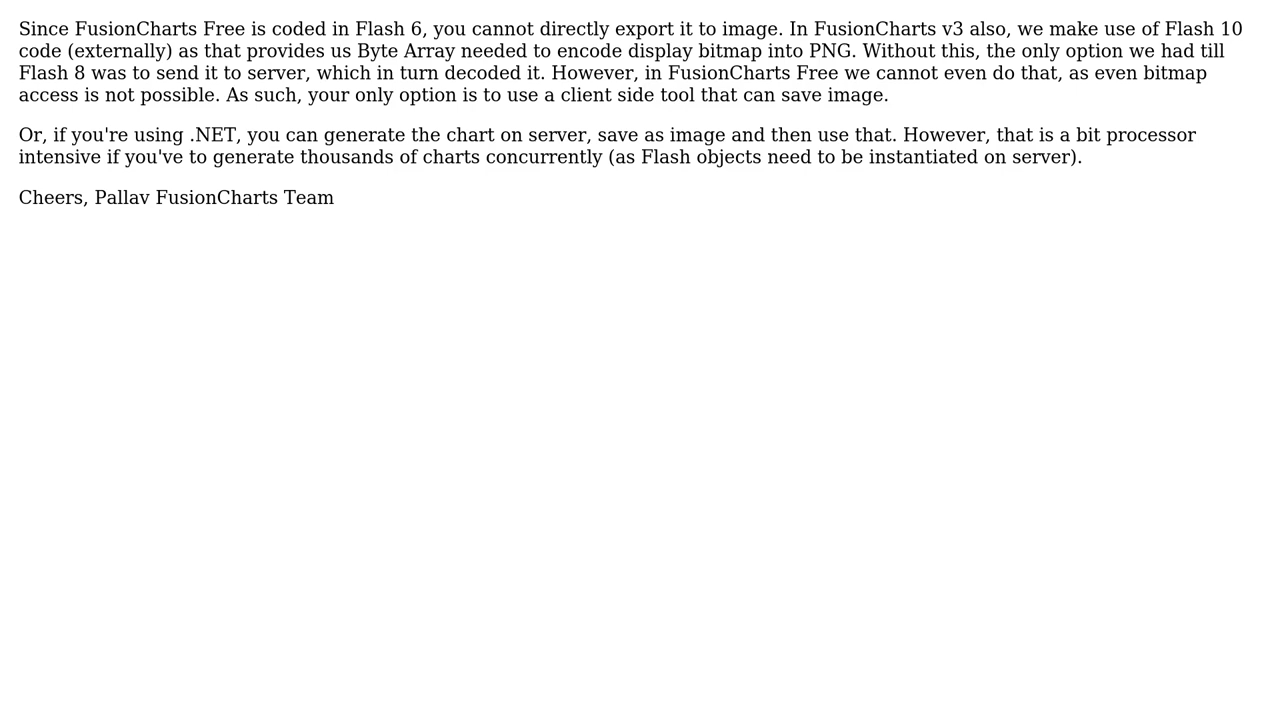 Since FusionCharts Free is coded in Flash 6, you cannot directly export it to image. In FusionCharts v3 also, we make use of Flash 10
code (externally) as that provides us Byte Array needed to encode display bitmap into PNG. Without this, the only option we had till
Flash 8 was to send it to server, which in turn decoded it. However, in FusionCharts Free we cannot even do that, as even bitmap
access is not possible. As such, your only option is to use a client side tool that can save image.
Or, if you're using .NET, you can generate the chart on server, save as image and then use that. However, that is a bit processor
intensive if you've to generate thousands of charts concurrently (as Flash objects need to be instantiated on server).
Cheers, Pallav FusionCharts Team